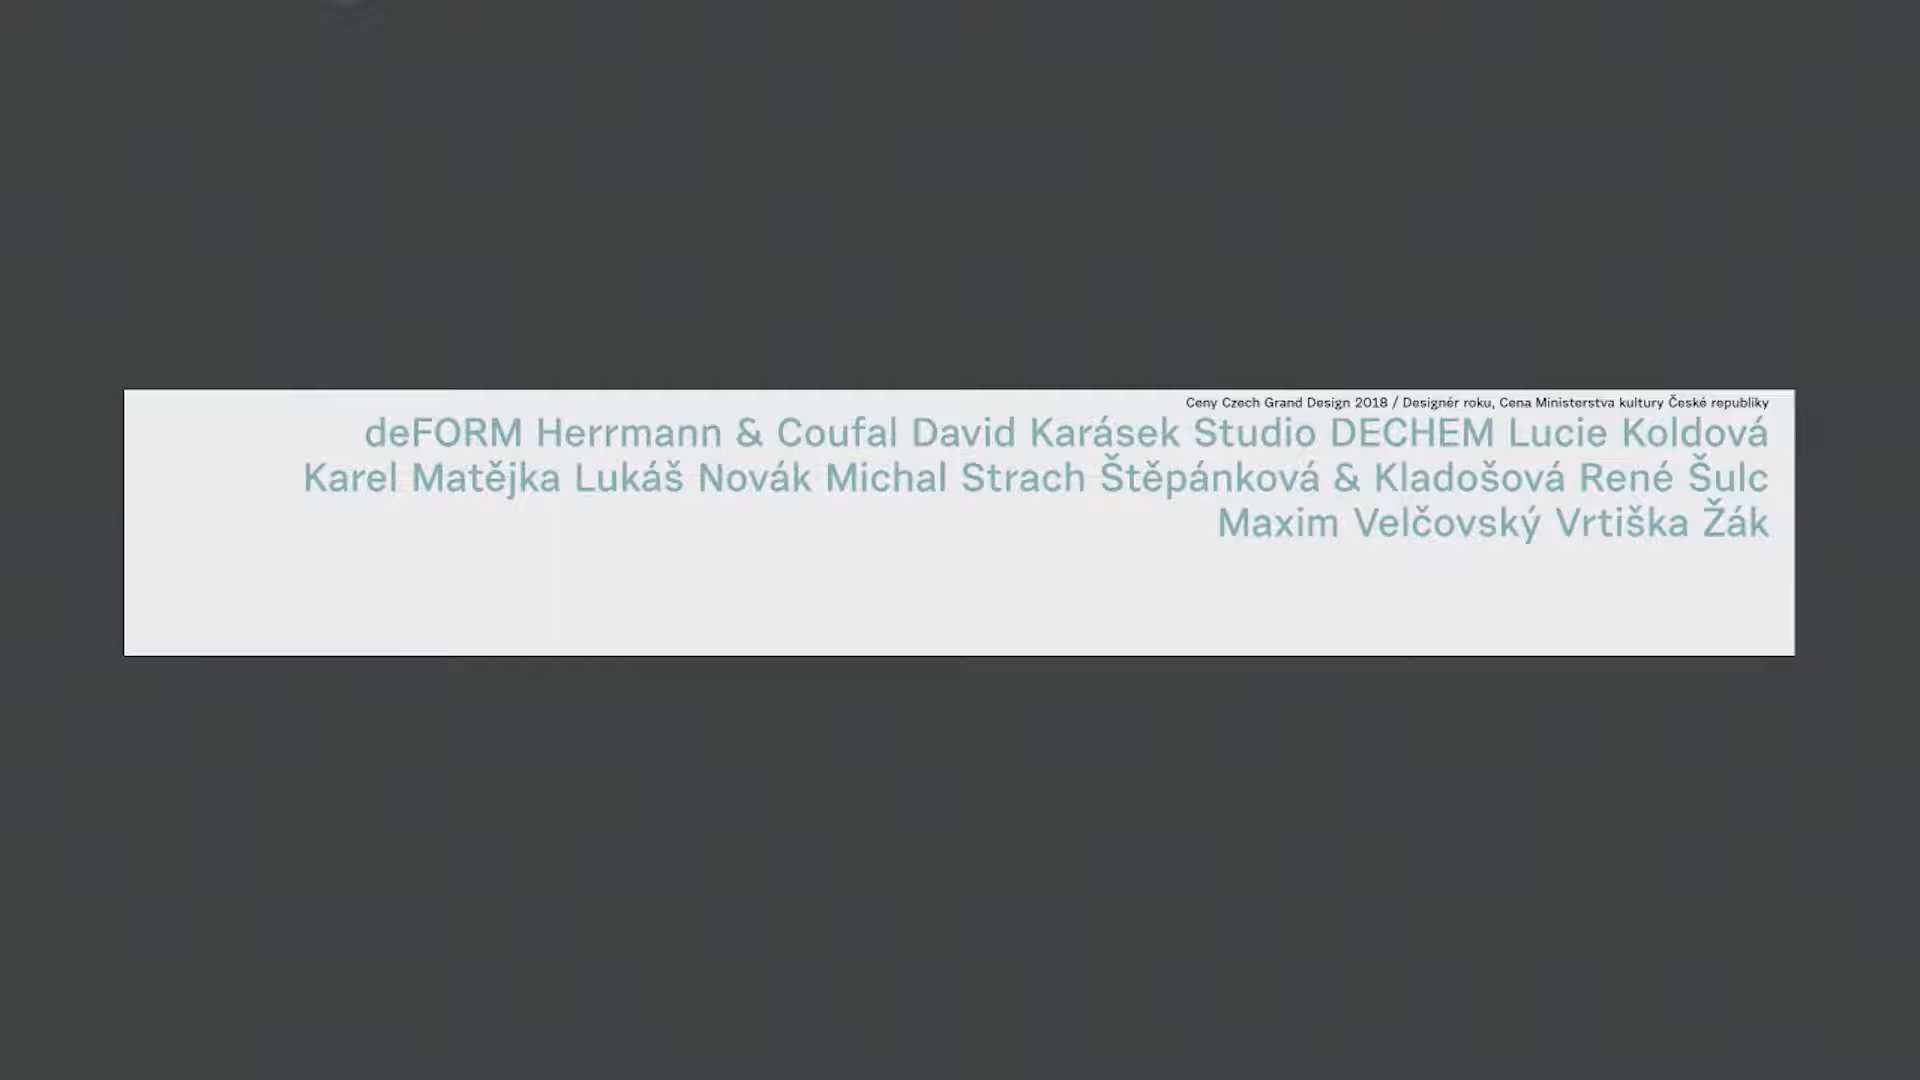 Ceny Czech Grand Design 2018 / Designér roku, Cena Ministerstva kultury České republiky
deFORM Herrmann & Coufal David Karásek Studio DECHEM Lucie Koldová
Karel Matějka Lukáš Novák Michal Strach Štěpánková & Kladošová René Šulc
Maxim Velčovský Vrtiška Žák